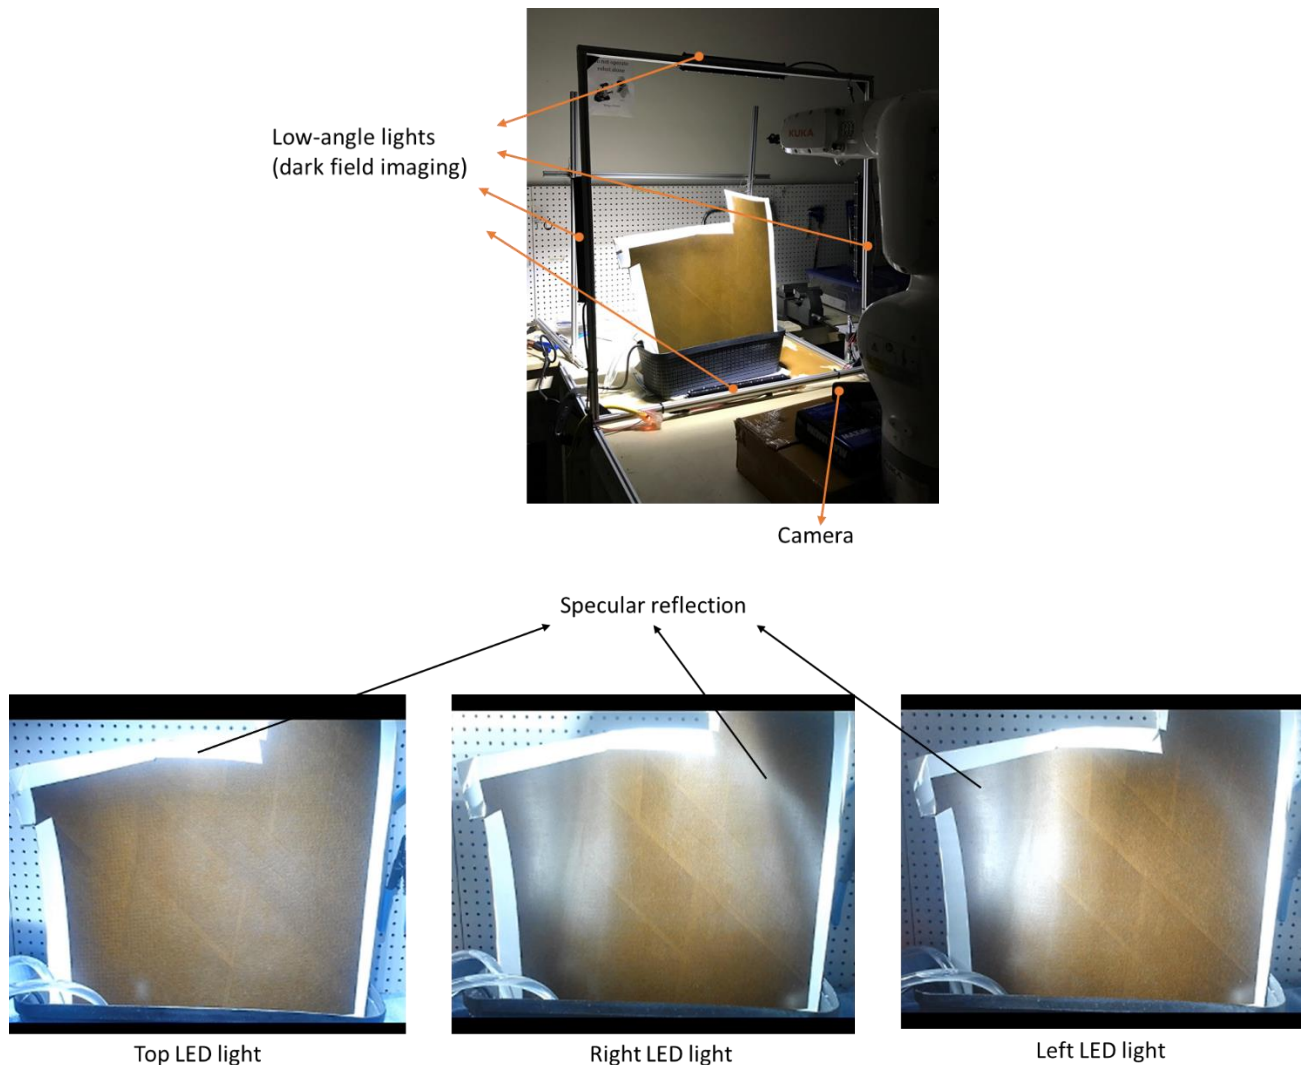 Low-angle lights
(dark field imaging)
KUKA
Camera
Specular reflection
Top LED light
Right LED light
Left LED light